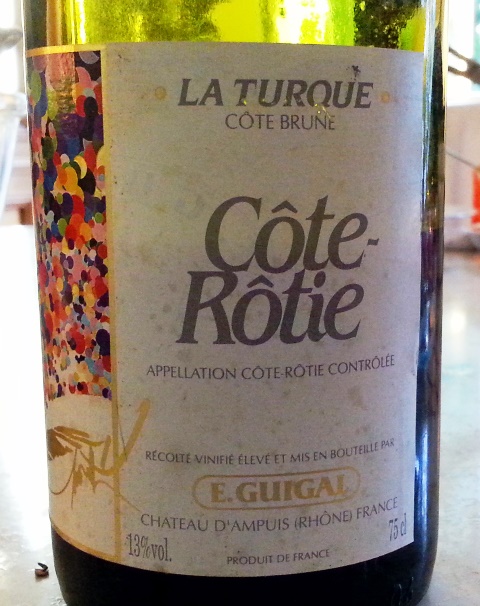 LA TURQUE
CÔTE BRUNE
Côte-
Rôtie
APPELLATION CÔTE-RÔTIE CONTRÔLÉE
RÉCOLTÉ VINIFIÉ ÉLEVÉ ET MIS EN BOUTEILLE PAR
E. GUIGAL
CHATEAU D'AMPUIS (RHÔNE) FRANCE
13%vol.
75 cl
PRODUIT DE FRANCE